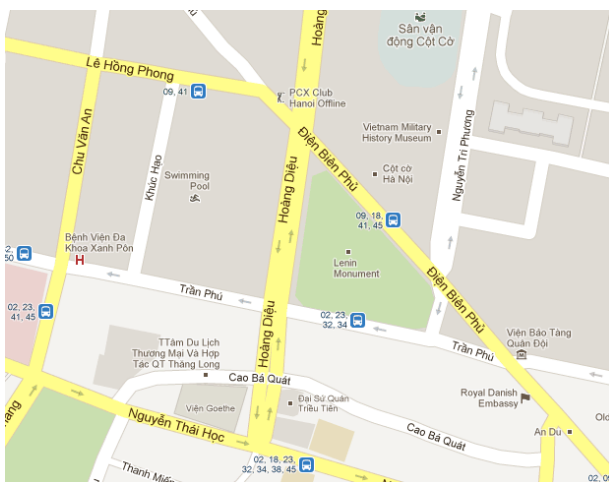 Hoàng
Sân vận
động Cột Cờ
Lê Hồng Phong
09, 41
PCX Club
Hanoi Offline
Chu Văn An
Khúc Hạo
Swimming
Pool
Hoàng Diệu
Điện Biên Phủ
Vietnam Military
History Museum
Nguyễn Tri Phương
Cột cờ
Hà Nội
09, 18,
41, 45
Bệnh Viện Đa
Khoa Xanh Pôn
50
H
Lenin
Monument
Điện Biên Phủ
Trần Phú
02, 23,
41, 45
02, 23,
32, 34
Hoàng Diệu
Trần Phú
Viện Bảo Tàng
Quân Đội
TTâm Du Lịch
Thương Mại Và Hợp
Tác QT Thăng Long
Cao Bá Quát
Viện Goethe
Đại Sứ Quán
Triều Tiên
Royal Danish
Embassy
Nguyễn Thái Học
Cao Bá Quát
An Du
Old
Thanh Miến
02, 18, 23,
32, 34, 38, 45